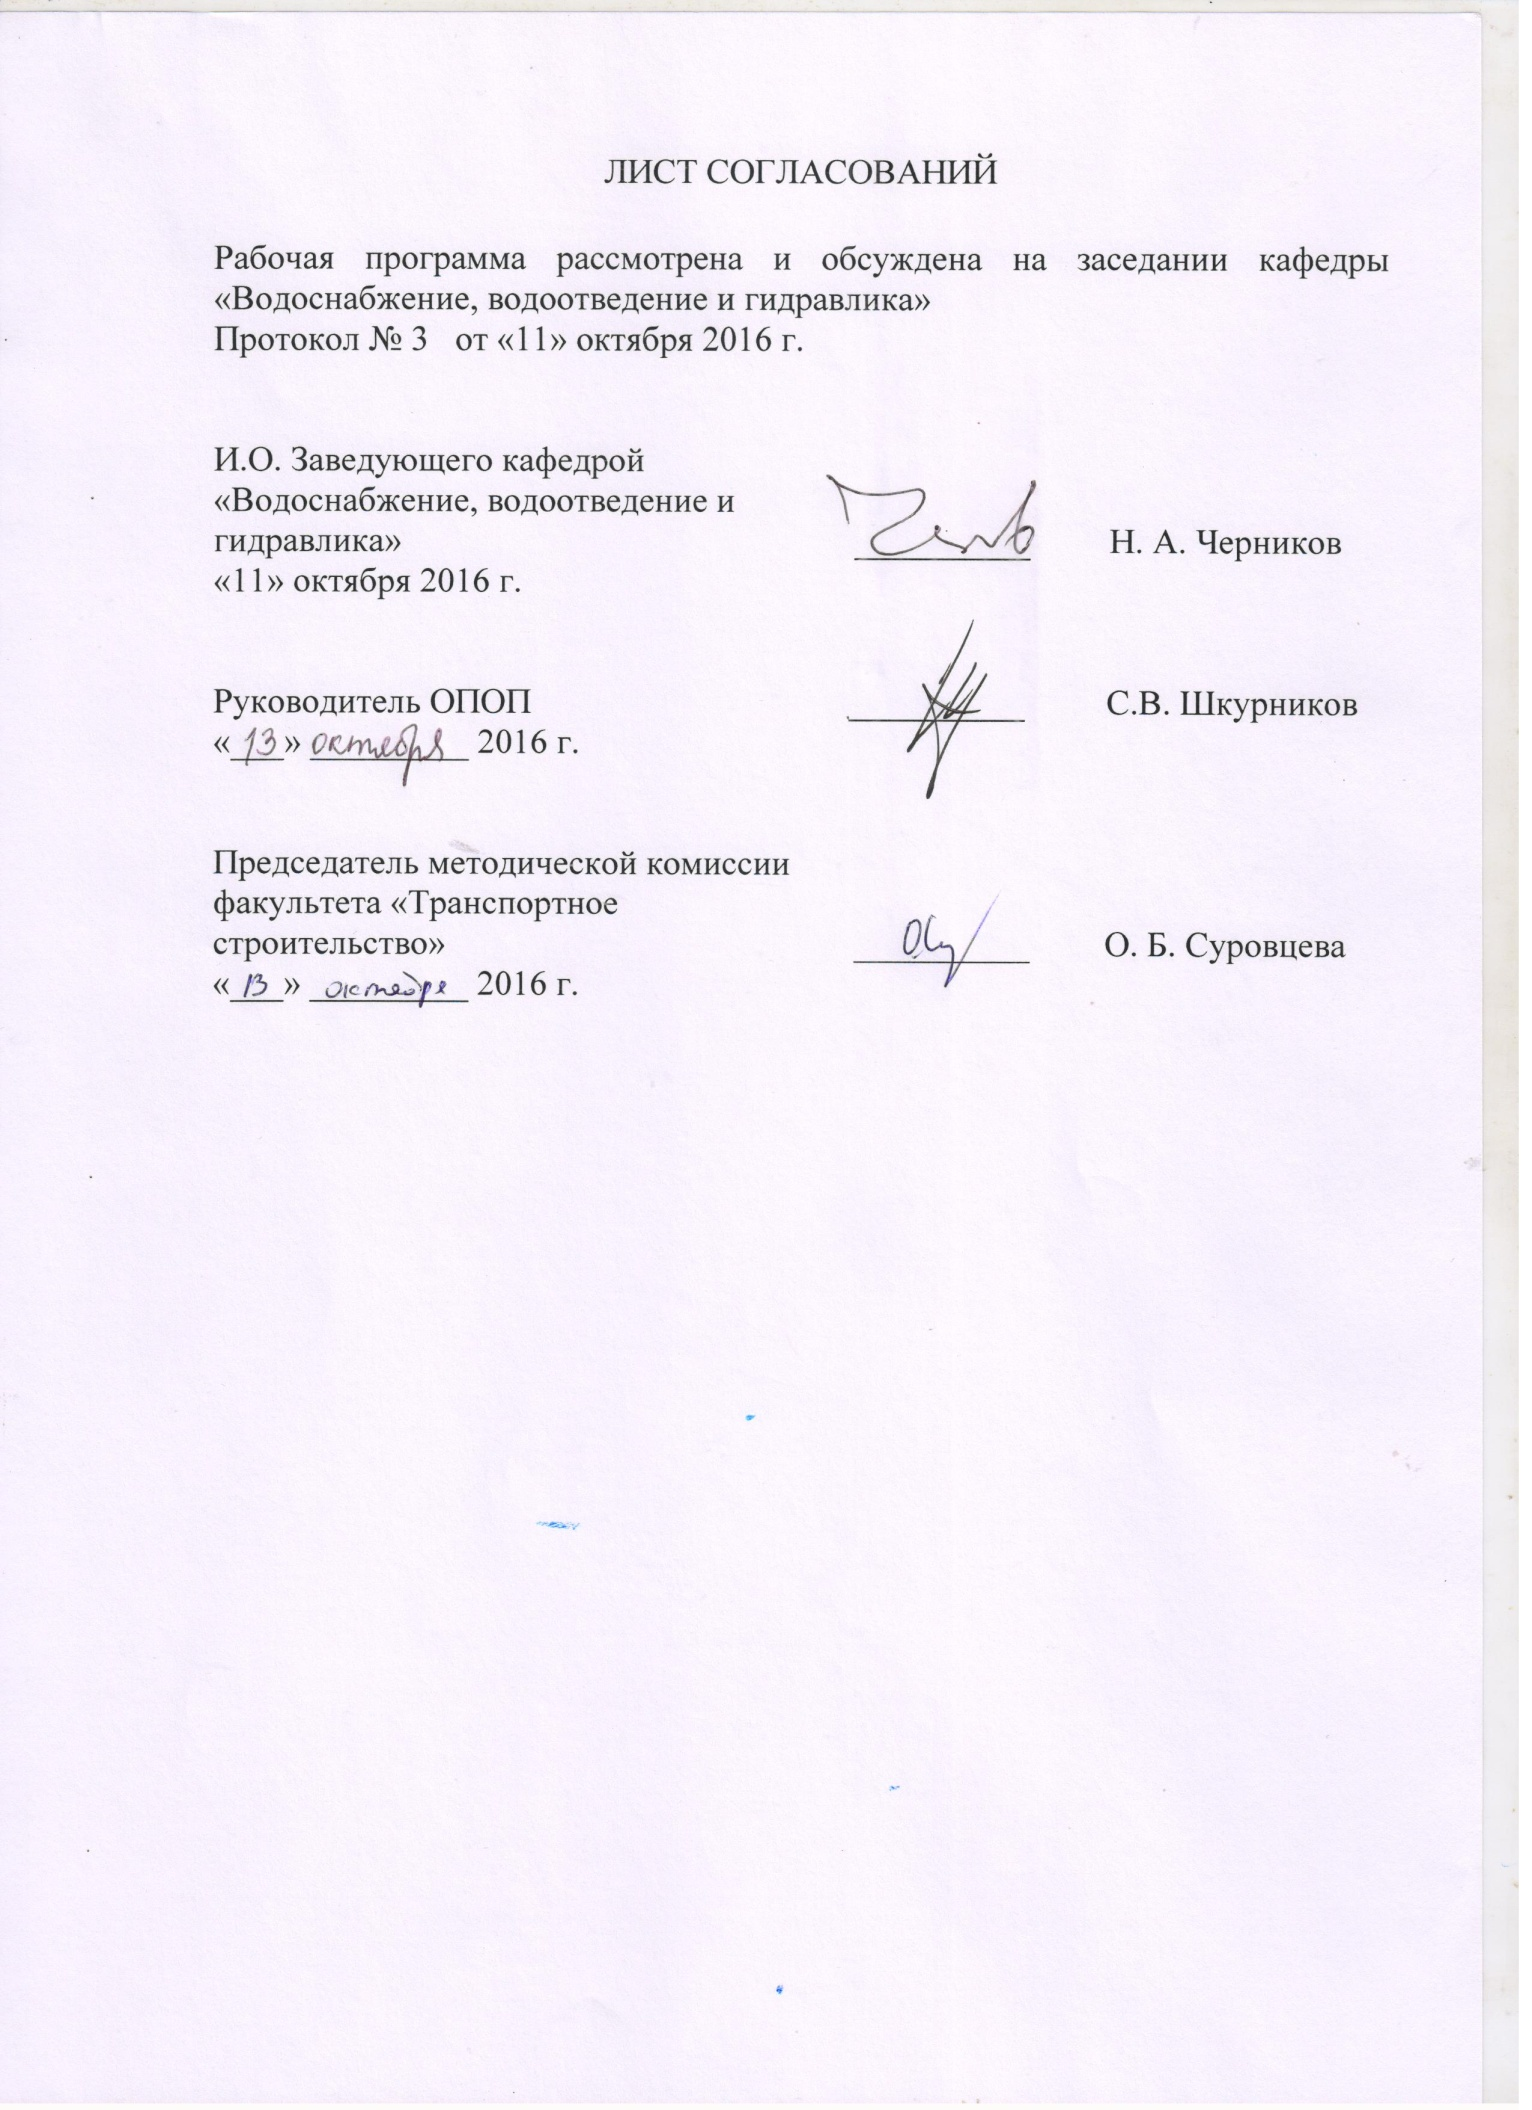 ЛИСТ СОГЛАСОВАНИЙ
Рабочая программа рассмотрена и обсуждена на заседании кафедры
«Водоснабжение, водоотведение и гидравлика»
Протокол № 3 от «11» октября 2016 г.
И.О. Заведующего кафедрой
«Водоснабжение, водоотведение и
гидравлика» Н. А. Черников
«11» октября 2016 г.
Руководитель ОПОП С.В. Шкурников
«13» октября 2016 г.
Председатель методической комиссии
факультета «Транспортное
строительство» О. Б. Суровцева
«13» октября 2016 г.